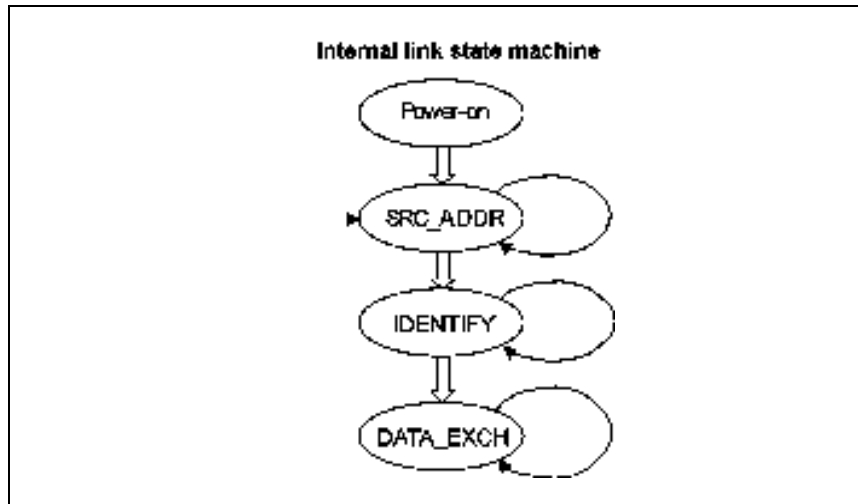 Internal link state machine
Power-on
SRC_ADDR
IDENTIFY
DATA_EXCH